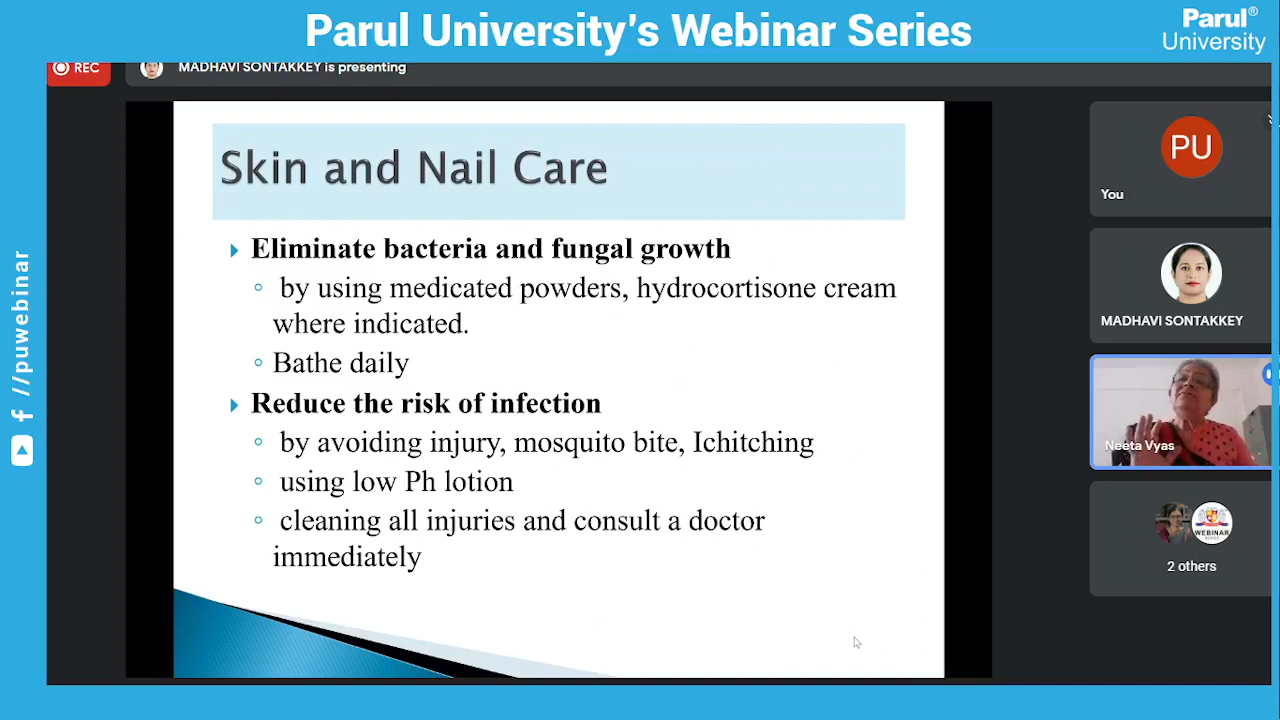 Parul University's Webinar Series
Parul®
University
REC
MADHAVI SONTAKKEY is presenting
Skin and Nail Care
Eliminate bacteria and fungal growth
by using medicated powders, hydrocortisone cream
where indicated.
Bathe daily
Reduce the risk of infection
by avoiding injury, mosquito bite, Ichitching
using low Ph lotion
cleaning all injuries and consult a doctor
immediately
PU
You
MADHAVI SONTAKKEY
Neeta Vyas
WEBINAR
2 others
//puwebinar